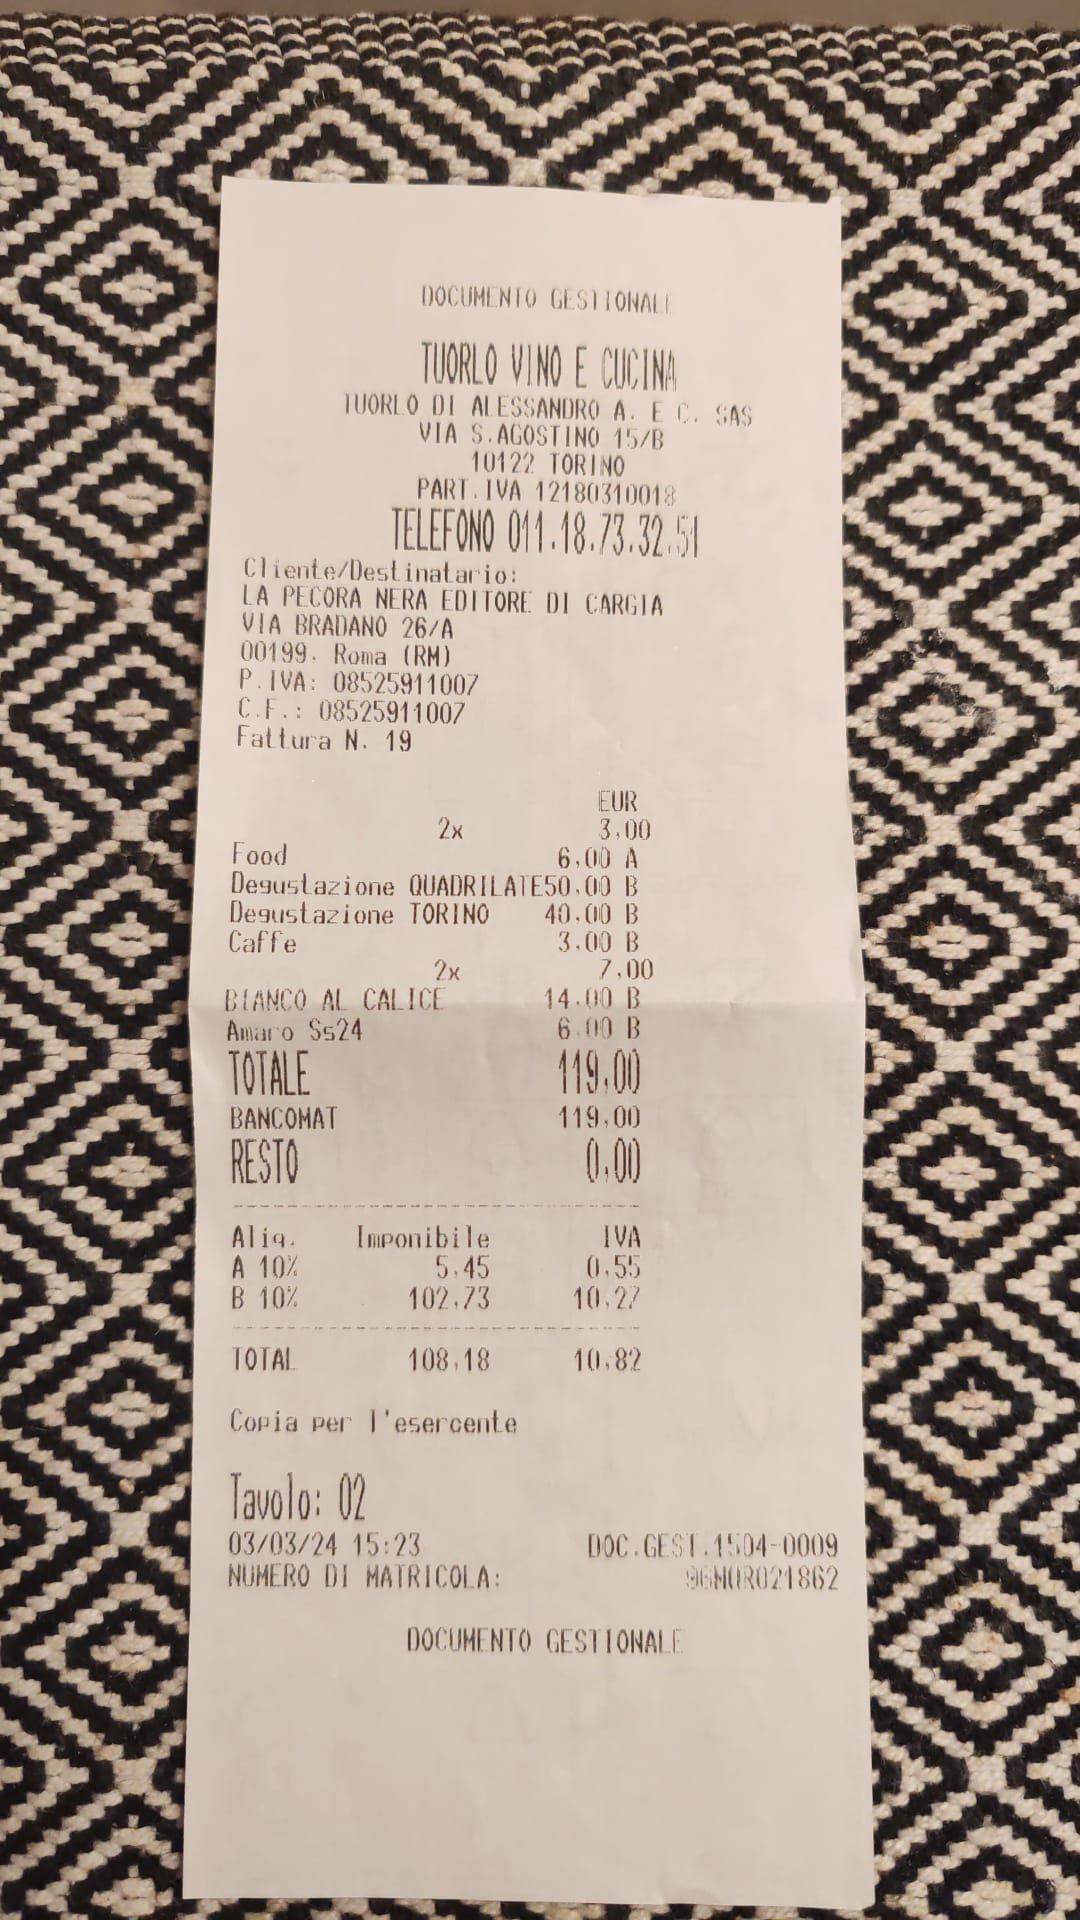 DOCUMENTO GESTIONALE
TUORLO VINO E CUCINA
TUORLO DI ALESSANDRO A. E C. SAS
VIA S.AGOSTINO 15/B
10122 TORINO
PART.IVA 12180310018
TELEFONO 011.18.73.32.51
Cliente/Destinatario:
LA PECORA NERA EDITORE DI CARGIA
VIA BRADANO 26/A
00199. Roma (RM)
P.IVA: 08525911007
C.F.: 08525911007
Fattura N. 19
EUR
2x 3,00
Food 6,00 A
Degustazione QUADRILATE50,00 B
Degustazione TORINO 40,00 B
Caffe 3,00 B
2x 7,00
BIANCO AL CALICE 14,00 B
Amaro Ss24 6,00 B
TOTALE 119,00
BANCOMAT 119,00
RESTO 0,00
Aliq. Imponibile IVA
A 10% 5,45 0,55
B 10% 102,73 10,27
TOTAL 108,18 10,82
Copia per l'esercente
Tavolo: 02
03/03/24 15:23 DOC.GEST.1504-0009
NUMERO DI MATRICOLA: 96MOR021862
DOCUMENTO GESTIONALE